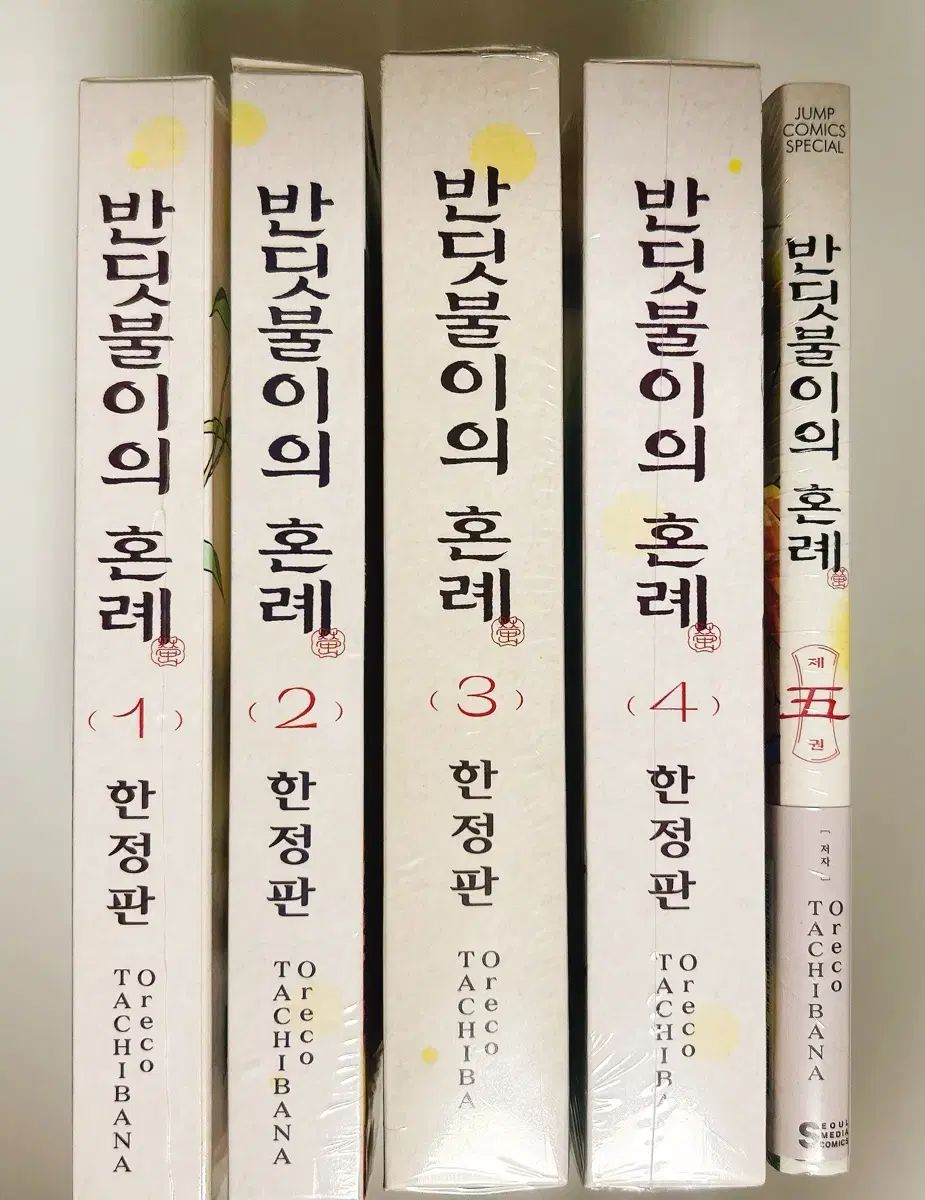 반딧불이의 혼례
(1)
한정판
Oreco
TACHIBANA
반딧불이의 혼례
(2)
한정판
Oreco
TACHIBANA
반딧불이의 혼례
(3)
한정판
Oreco
TACHIBA
반딧불이의 혼례
(4)
한정판
Oreco
TACHIB
JUMP
COMICS
SPECIAL
반딧불이의 혼례
제
五
권
[저자]
Oreco
TACHIBANA
SEOUL
MEDIA
COMICS